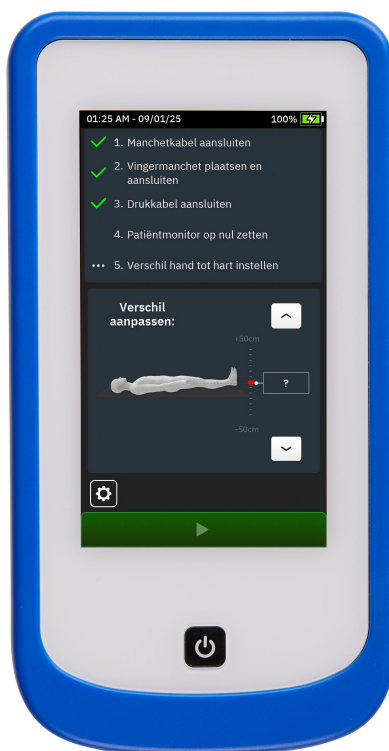 01:25 AM - 09/01/25 100%
1. Manchetkabel aansluiten
2. Vingermanchet plaatsen en
aansluiten
3. Drukkabel aansluiten
4. Patiëntmonitor op nul zetten
5. Verschil hand tot hart instellen
Verschil
aanpassen:
+50cm
?
-50cm